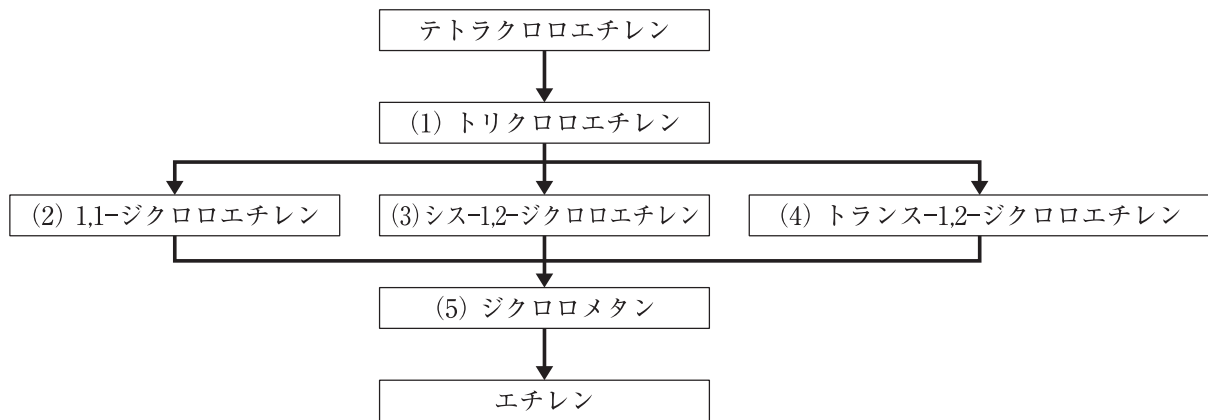 テトラクロロエチレン
(1) トリクロロエチレン
(2) 1,1-ジクロロエチレン
(3) シス-1,2-ジクロロエチレン
(4) トランス-1,2-ジクロロエチレン
(5) ジクロロメタン
エチレン